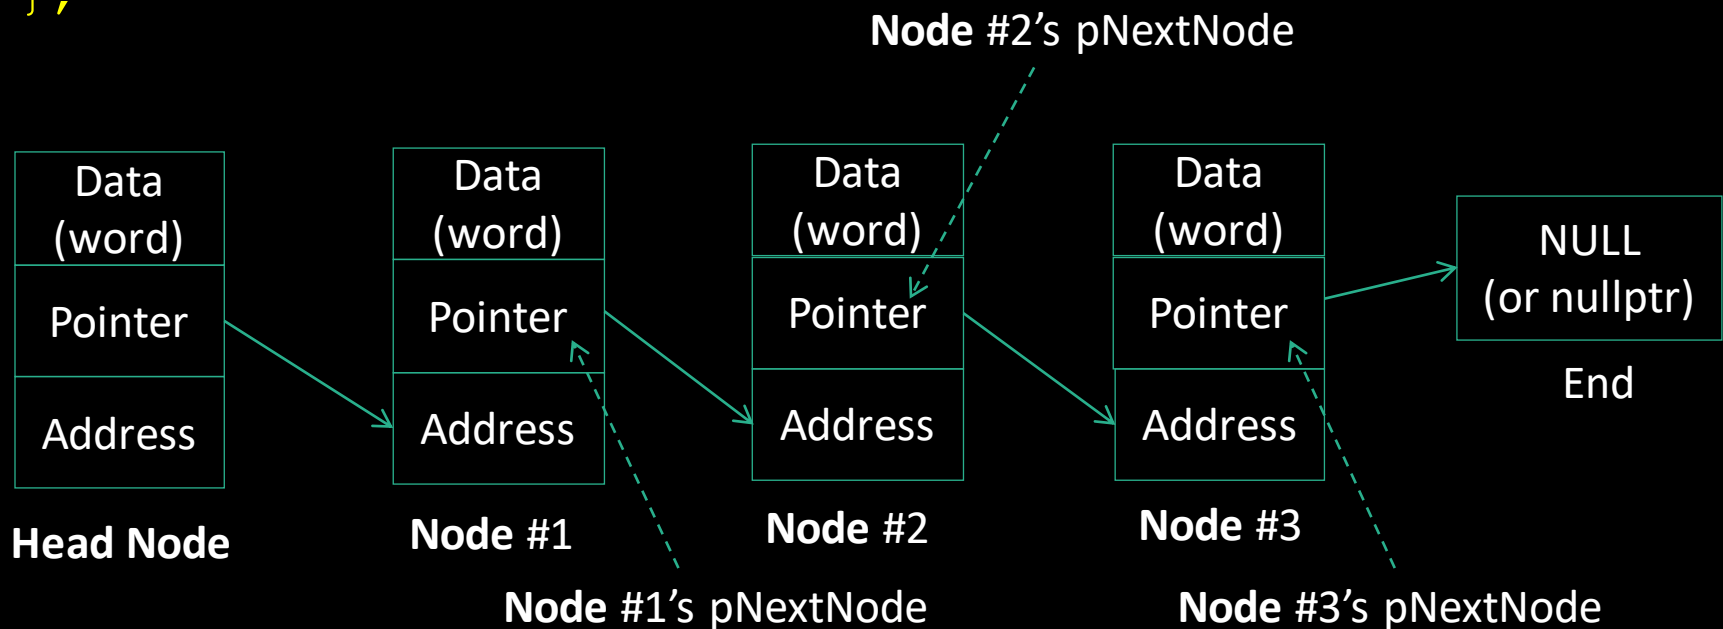 };
Node #2's pNextNode
Data
(word)
Pointer
Address
Head Node
Data
(word)
Pointer
Address
Node #1
Node #1's pNextNode
Data
(word)
Pointer
Address
Node #2
Data
(word)
Pointer
Address
Node #3
Node #3's pNextNode
NULL
(or nullptr)
End